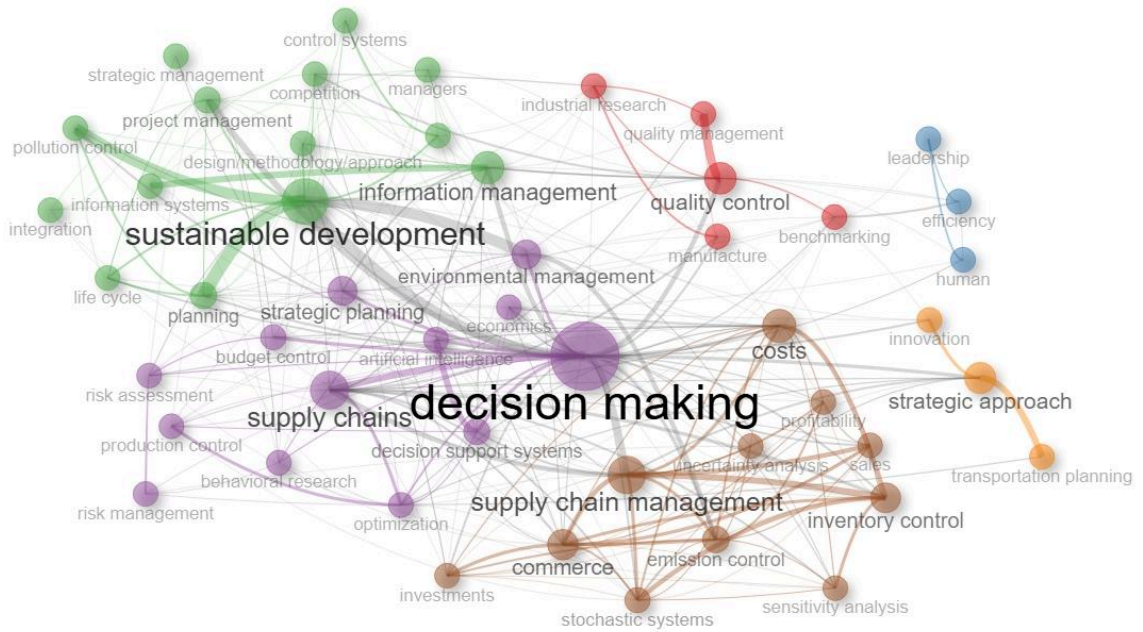 control systems
strategic management
competition
managers
industrial research
project management
quality management
pollution control
leadership
design/methodology/approach
information management
quality control
information systems
efficiency
integration
benchmarking
sustainable development
manufacture
environmental management
human
life cycle
strategic planning
planning
economics
innovation
budget control
artificial intelligence
costs
risk assessment
strategic approach
supply chains
decision making
profitability
production control
decision support systems
uncertainty analysis
sales
transportation planning
behavioral research
supply chain management
risk management
optimization
inventory control
commerce
emission control
investments
sensitivity analysis
stochastic systems